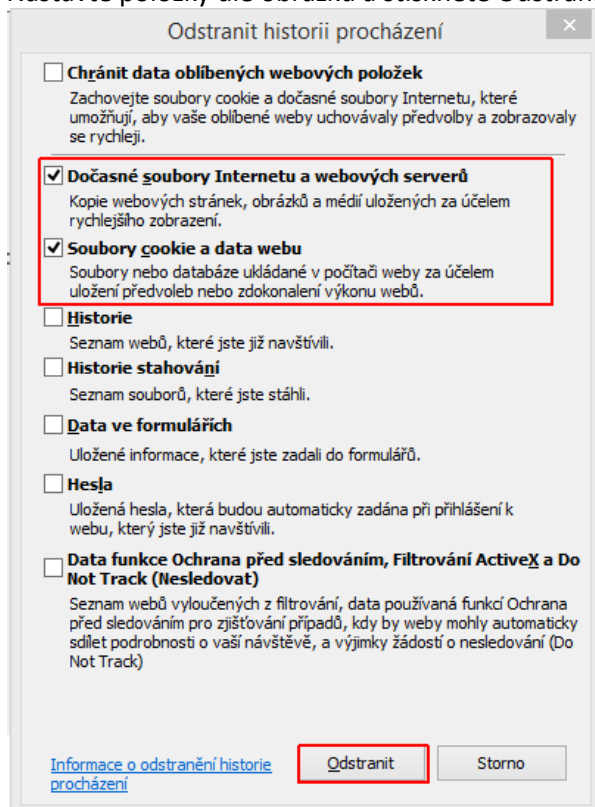 Nastavte položky dle obrázku a stiskněte Odstranit
Odstranit historii procházení
Chránit data oblíbených webových položek
Zachovejte soubory cookie a dočasné soubory Internetu, které
umožňují, aby vaše oblíbené weby uchovávaly předvolby a zobrazovaly
se rychleji.
Dočasné soubory Internetu a webových serverů
Kopie webových stránek, obrázků a médií uložených za účelem
rychlejšího zobrazení.
Soubory cookie a data webu
Soubory nebo databáze ukládané v počítači weby za účelem
uložení předvoleb nebo zdokonalení výkonu webů.
Historie
Seznam webů, které jste již navštívili.
Historie stahování
Seznam souborů, které jste stáhli.
Data ve formulářích
Uložené informace, které jste zadali do formulářů.
Hesla
Uložená hesla, která budou automaticky zadána při přihlášení k
webu, který jste již navštívili.
Data funkce Ochrana před sledováním, Filtrování ActiveX a Do
Not Track (Nesledovat)
Seznam webů vyloučených z filtrování, data používaná funkcí Ochrana
před sledováním pro zjišťování případů, kdy by weby mohly automaticky
sdílet podrobnosti o vaší návštěvě, a výjimky žádostí o nesledování (Do
Not Track)
Informace o odstranění historie
procházení
Odstranit
Storno